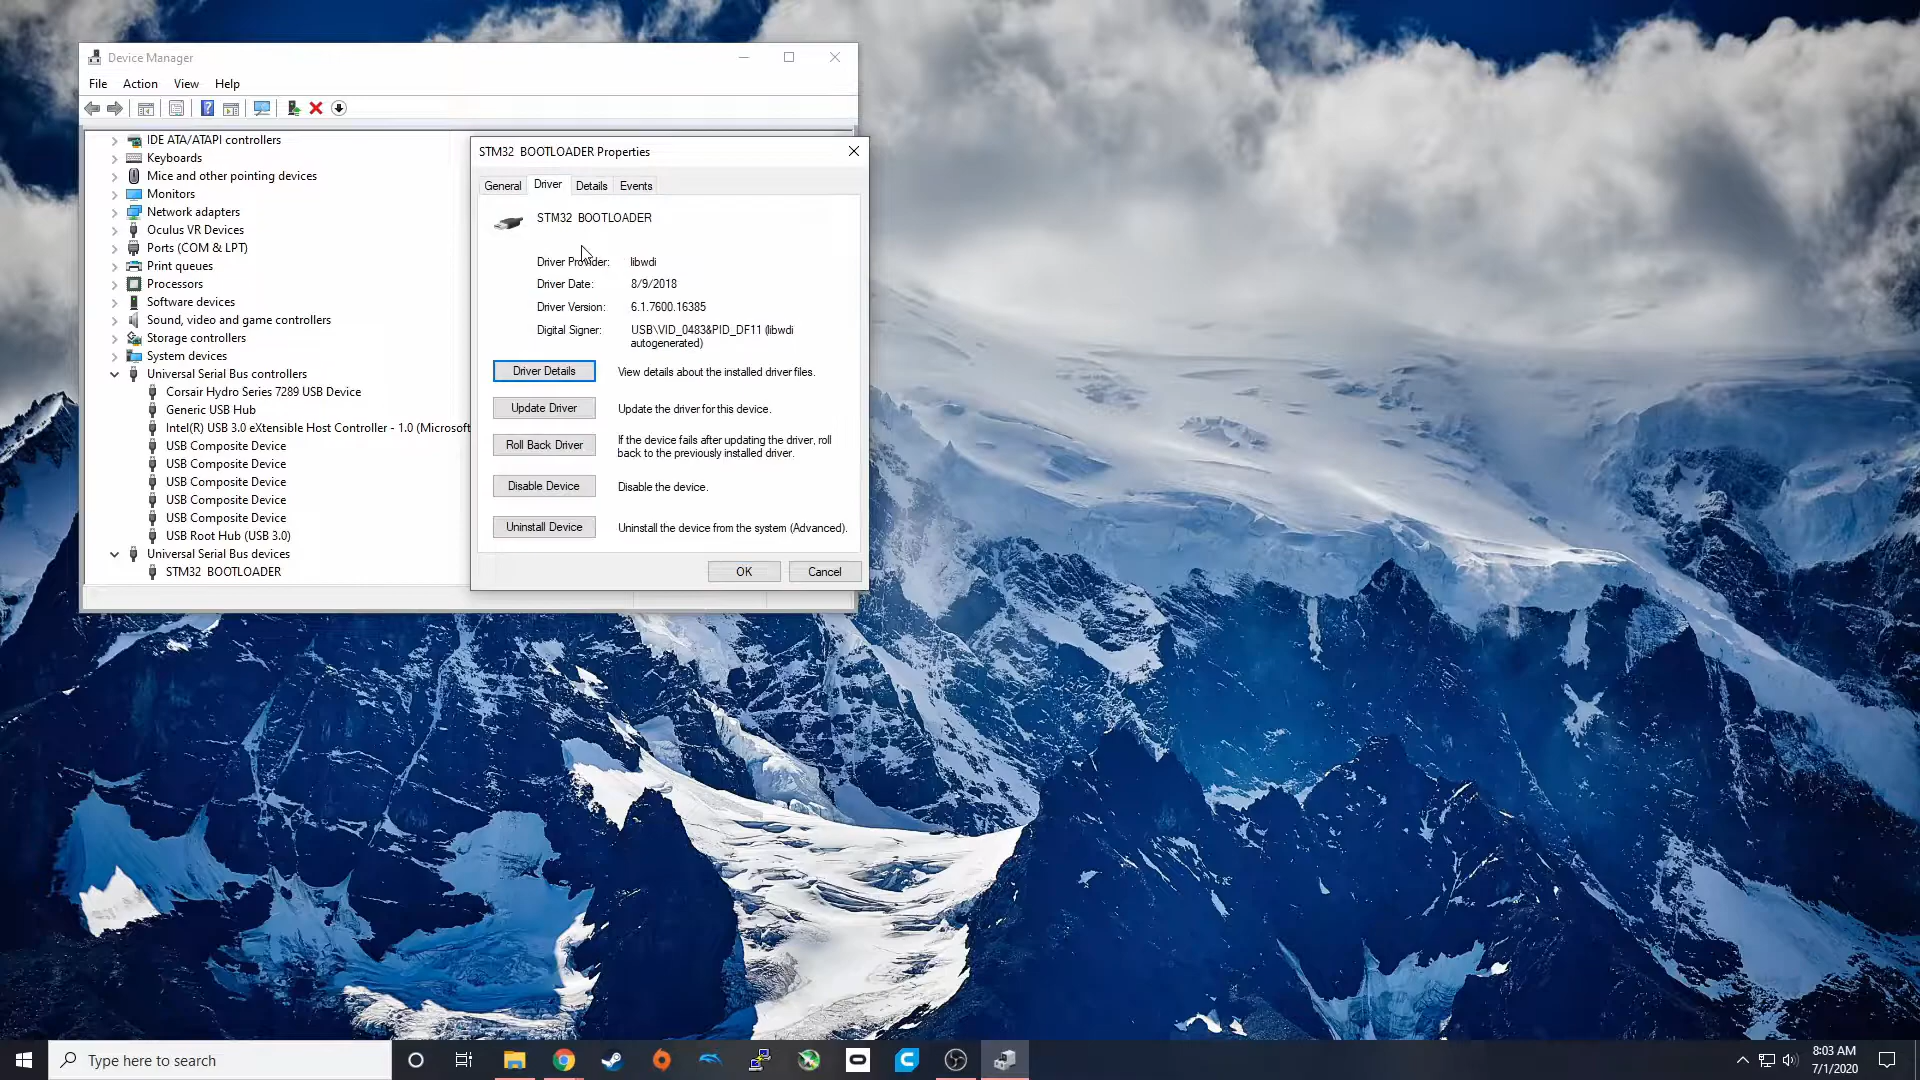 Device Manager
File Action View Help
IDE ATA/ATAPI controllers
Keyboards
Mice and other pointing devices
Monitors
Network adapters
Oculus VR Devices
Ports (COM & LPT)
Print queues
Processors
Software devices
Sound, video and game controllers
Storage controllers
System devices
Universal Serial Bus controllers
Corsair Hydro Series 7289 USB Device
Generic USB Hub
Intel(R) USB 3.0 eXtensible Host Controller - 1.0 (Microsoft
USB Composite Device
USB Composite Device
USB Composite Device
USB Composite Device
USB Composite Device
USB Root Hub (USB 3.0)
Universal Serial Bus devices
STM32 BOOTLOADER
STM32 BOOTLOADER Properties
General Driver Details Events
STM32 BOOTLOADER
Driver Provider: libwdi
Driver Date: 8/9/2018
Driver Version: 6.1.7600.16385
Digital Signer: USB\VID_0483&PID_DF11 (libwdi
autogenerated)
Driver Details View details about the installed driver files.
Update Driver Update the driver for this device.
Roll Back Driver If the device fails after updating the driver, roll
back to the previously installed driver.
Disable Device Disable the device.
Uninstall Device Uninstall the device from the system (Advanced).
OK Cancel
Type here to search
8:03 AM
7/1/2020